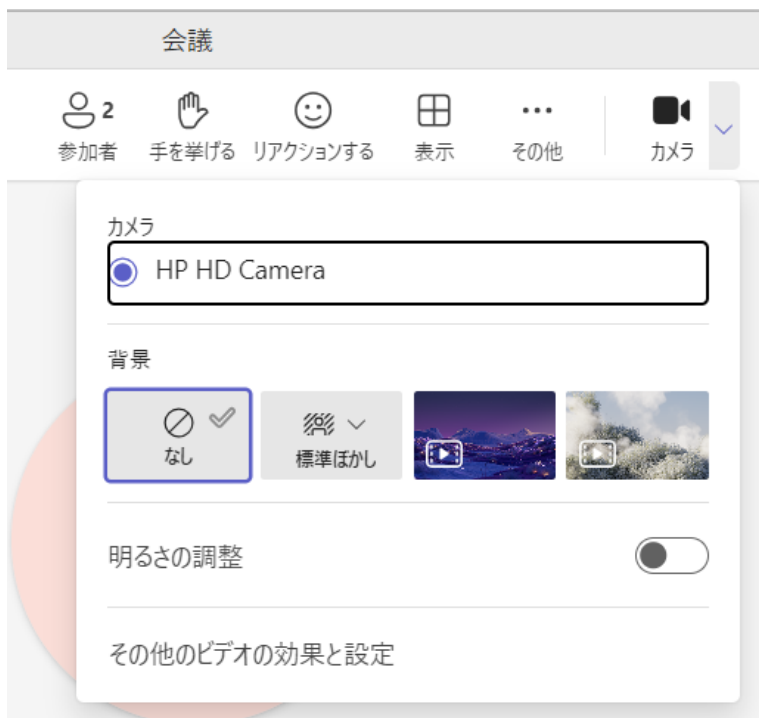 会議
2
参加者 手を挙げる リアクションする 表示 その他 カメラ
カメラ
HP HD Camera
背景
なし 標準ぼかし
明るさの調整
その他のビデオの効果と設定